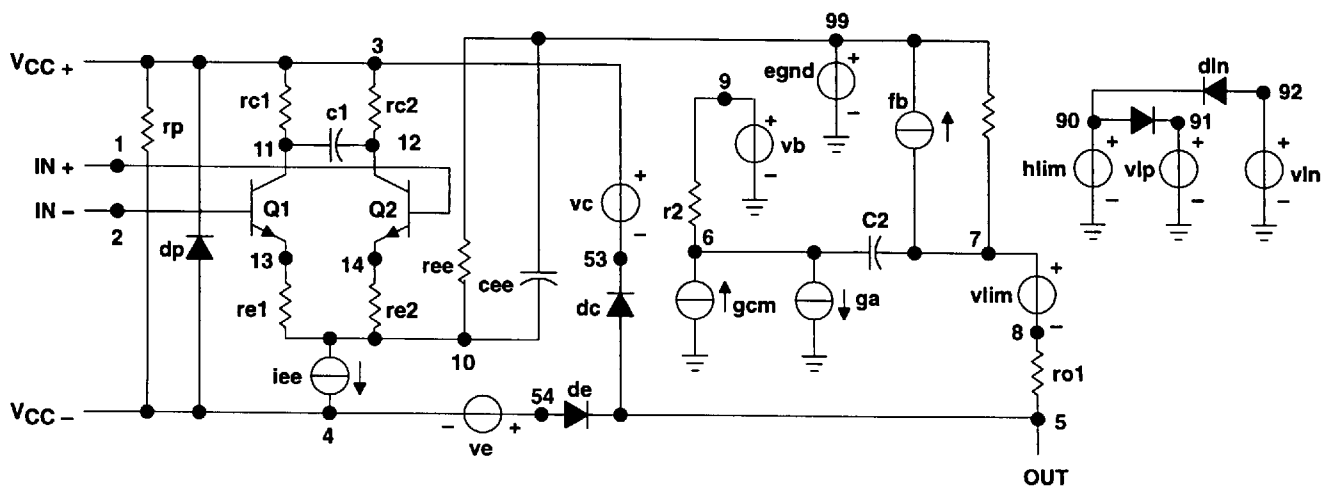 99
3
VCC +
rc1
rc2
egnd
+
−
fb
dln
92
9
c1
vb
+
−
90
91
rp
11
12
1
IN +
hlim
+
−
vlp
+
−
vln
+
−
Q1
Q2
vc
+
−
r2
C2
IN −
2
6
7
dp
13
14
ree
cee
53
gcm
ga
vlim
+
−
re1
re2
dc
8
10
ro1
iee
54
de
VCC −
4
−
ve
+
5
OUT